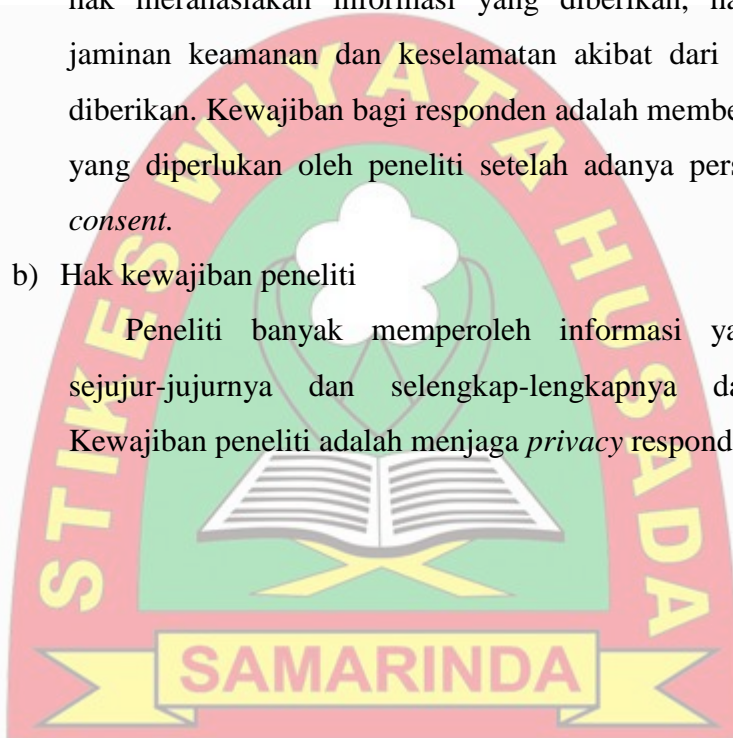 hak merahasiakan informasi yang diberikan,
jaminan keamanan dan keselamatan akibat dari
diberikan. Kewajiban bagi responden adalah membe
yang diperlukan oleh peneliti setelah adanya pers
consent.
b) Hak kewajiban peneliti
Peneliti banyak memperoleh informasi ya
sejujur-jujurnya dan selengkap-lengkapnya da
Kewajiban peneliti adalah menjaga privacy respond
STIKES WIYATA HUSADA
SAMARINDA